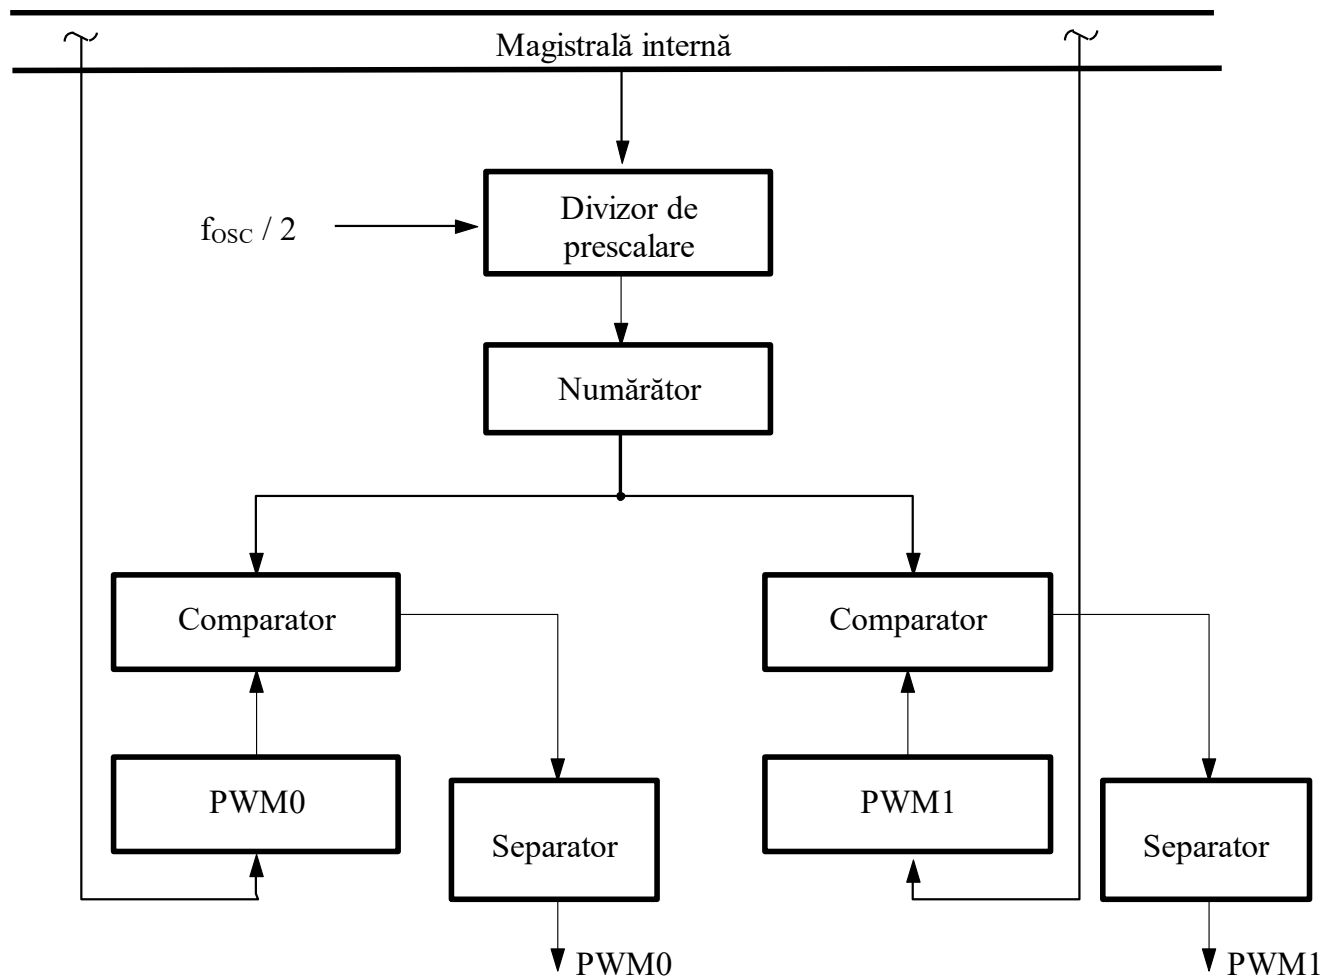 Magistrală internă
Divizor de
prescalare
fOSC / 2
Numărător
Comparator
Comparator
PWM0
PWM1
Separator
Separator
PWM0
PWM1